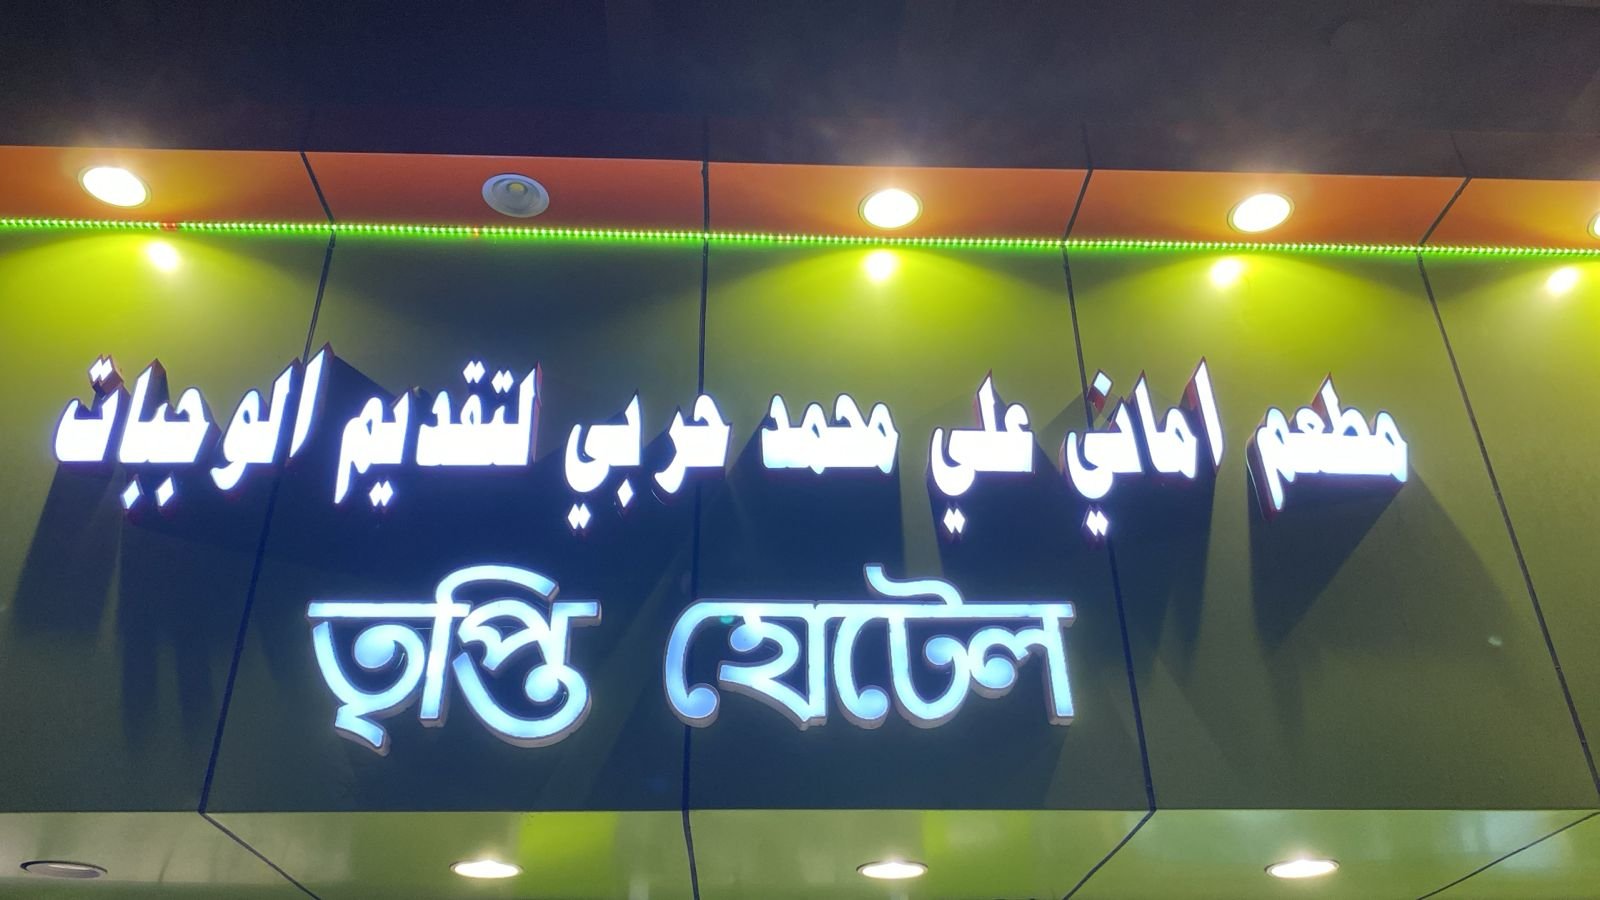 مطعم اماني علي محمد حربي لتقديم الوجبات
তৃপ্তি হোটেল